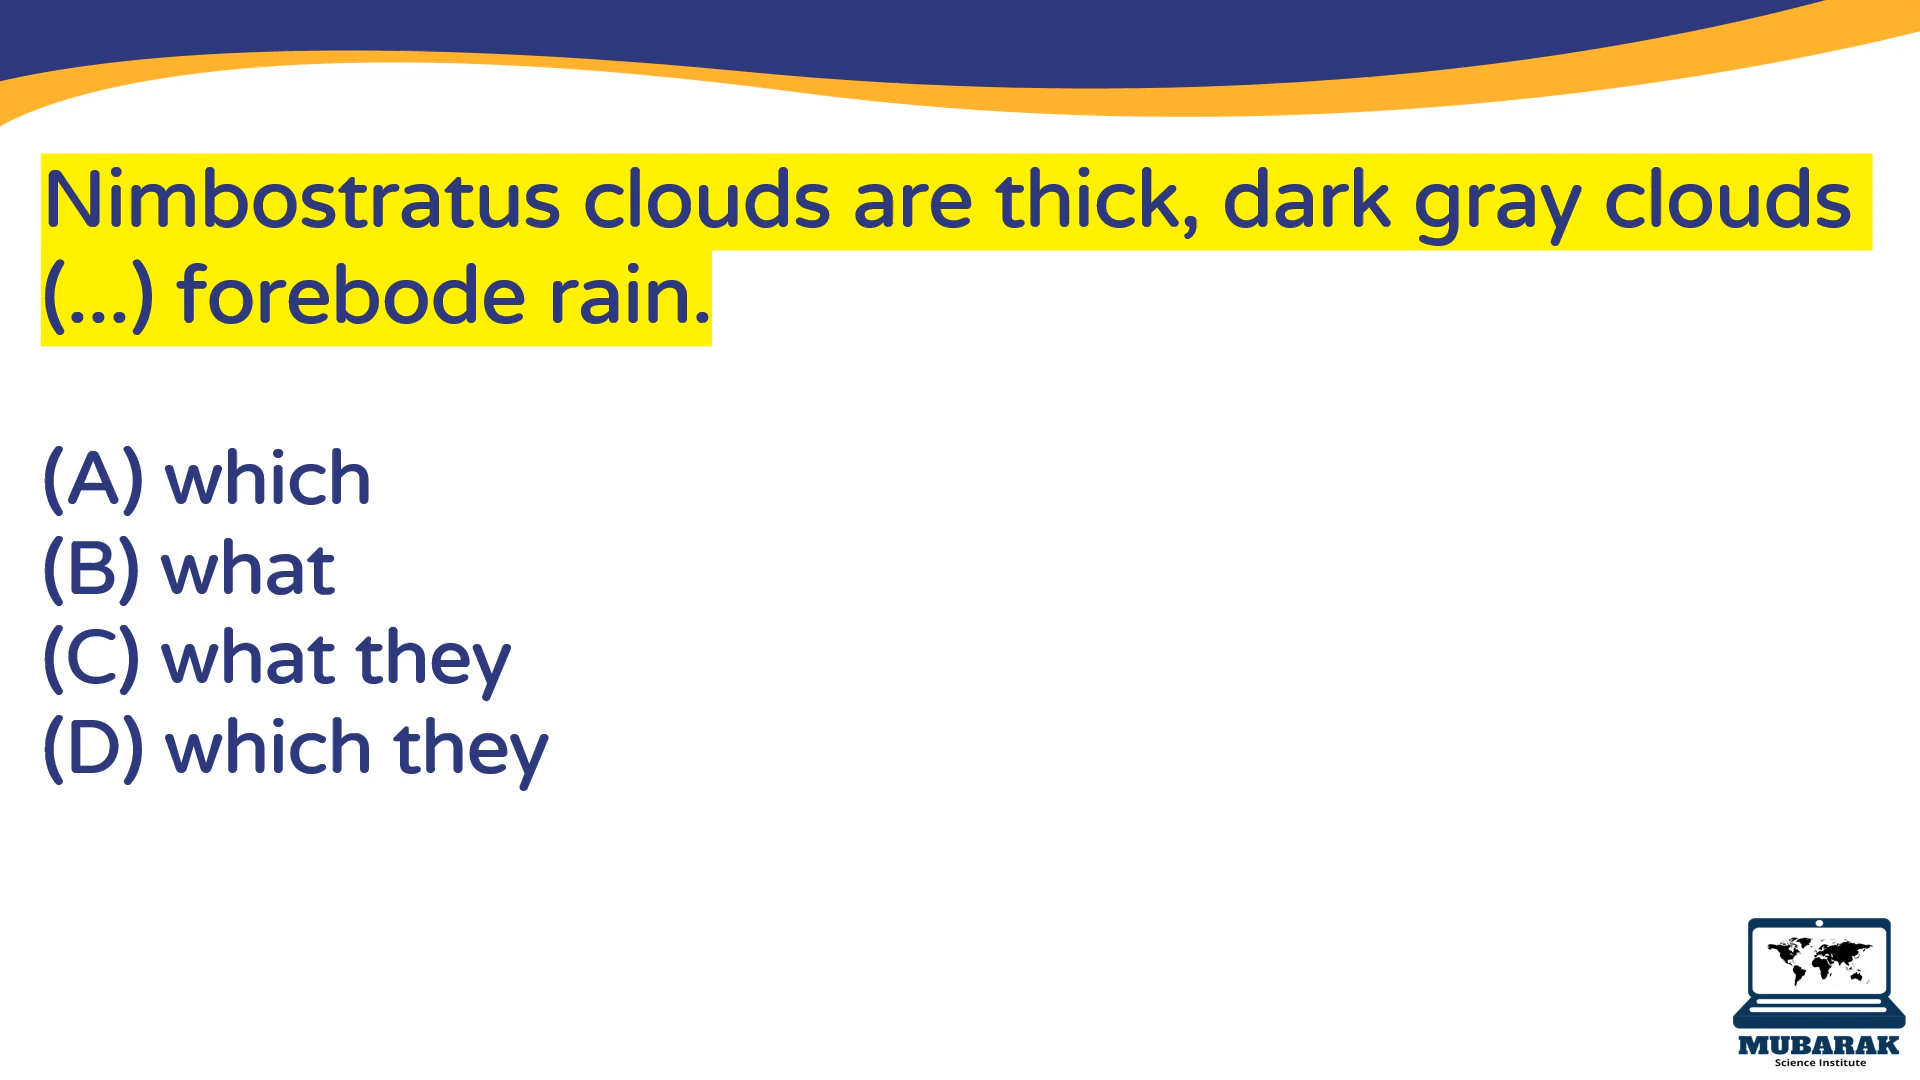 Nimbostratus clouds are thick, dark gray clouds
(...) forebode rain.
(A) which
(B) what
(C) what they
(D) which they
MUBARAK
Science Institute